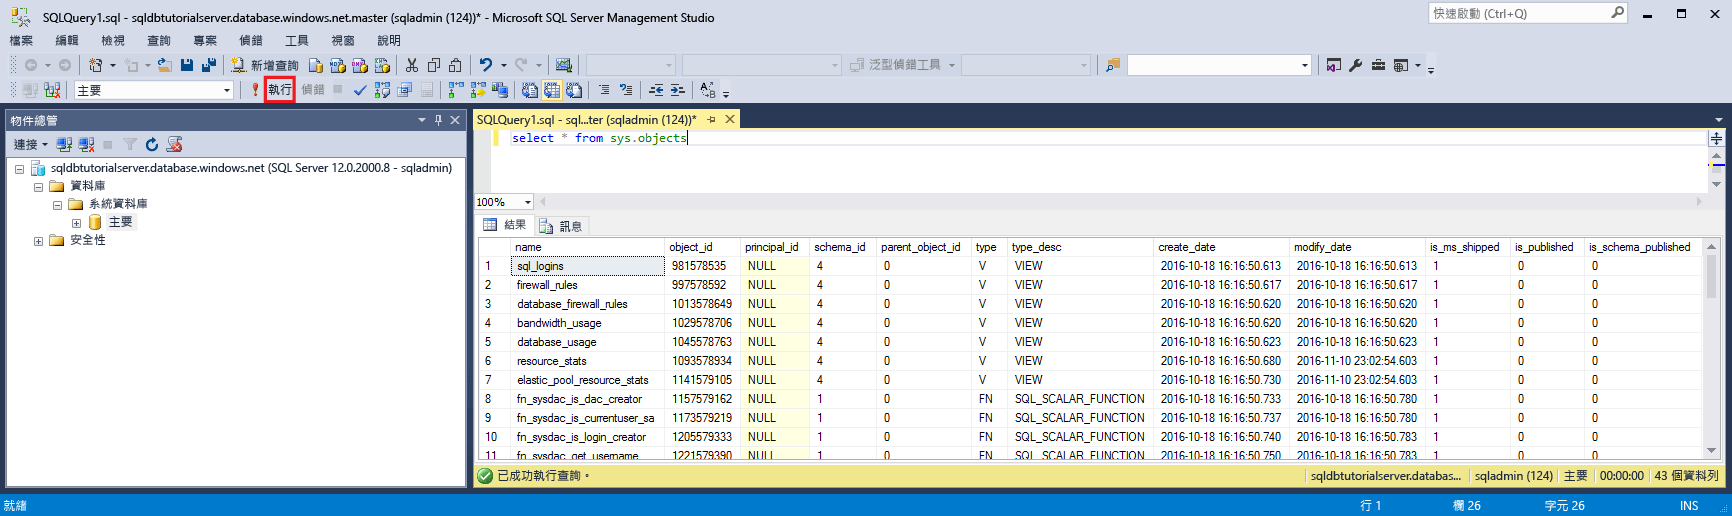 SQLQuery1.sql - sqldbtutorialserver.database.windows.net.master (sqladmin (124))* - Microsoft SQL Server Management Studio
快速啟動 (Ctrl+Q)
檔案 編輯 檢視 查詢 專案 偵錯 工具 視窗 說明
新增查詢 泛型偵錯工具
主要 執行 偵錯
物件總管
連接
sqldbtutorialserver.database.windows.net (SQL Server 12.0.2000.8 - sqladmin)
資料庫
系統資料庫
主要
安全性
SQLQuery1.sql - sql...ter (sqladmin (124))*
select * from sys.objects
100%
結果 訊息
name object_id principal_id schema_id parent_object_id type type_desc create_date modify_date is_ms_shipped is_published is_schema_published
1 sql_logins 981578535 NULL 4 0 V VIEW 2016-10-18 16:16:50.613 2016-10-18 16:16:50.613 1 0 0
2 firewall_rules 997578592 NULL 4 0 V VIEW 2016-10-18 16:16:50.617 2016-10-18 16:16:50.617 1 0 0
3 database_firewall_rules 1013578649 NULL 4 0 V VIEW 2016-10-18 16:16:50.620 2016-10-18 16:16:50.620 1 0 0
4 bandwidth_usage 1029578706 NULL 4 0 V VIEW 2016-10-18 16:16:50.620 2016-10-18 16:16:50.620 1 0 0
5 database_usage 1045578763 NULL 4 0 V VIEW 2016-10-18 16:16:50.623 2016-10-18 16:16:50.623 1 0 0
6 resource_stats 1093578934 NULL 4 0 V VIEW 2016-10-18 16:16:50.680 2016-11-10 23:02:54.603 1 0 0
7 elastic_pool_resource_stats 1141579105 NULL 4 0 V VIEW 2016-10-18 16:16:50.730 2016-11-10 23:02:54.603 1 0 0
8 fn_sysdac_is_dac_creator 1157579162 NULL 1 0 FN SQL_SCALAR_FUNCTION 2016-10-18 16:16:50.733 2016-10-18 16:16:50.780 1 0 0
9 fn_sysdac_is_currentuser_sa 1173579219 NULL 1 0 FN SQL_SCALAR_FUNCTION 2016-10-18 16:16:50.737 2016-10-18 16:16:50.780 1 0 0
10 fn_sysdac_is_login_creator 1205579333 NULL 1 0 FN SQL_SCALAR_FUNCTION 2016-10-18 16:16:50.740 2016-10-18 16:16:50.783 1 0 0
11 fn_sysdac_get_username 1221579390 NULL 1 0 FN SQL_SCALAR_FUNCTION 2016-10-18 16:16:50.750 2016-10-18 16:16:50.783 1 0 0
已成功執行查詢。 sqldbtutorialserver.databas... sqladmin (124) 主要 00:00:00 43 個資料列
就緒 行 1 欄 26 字元 26 INS